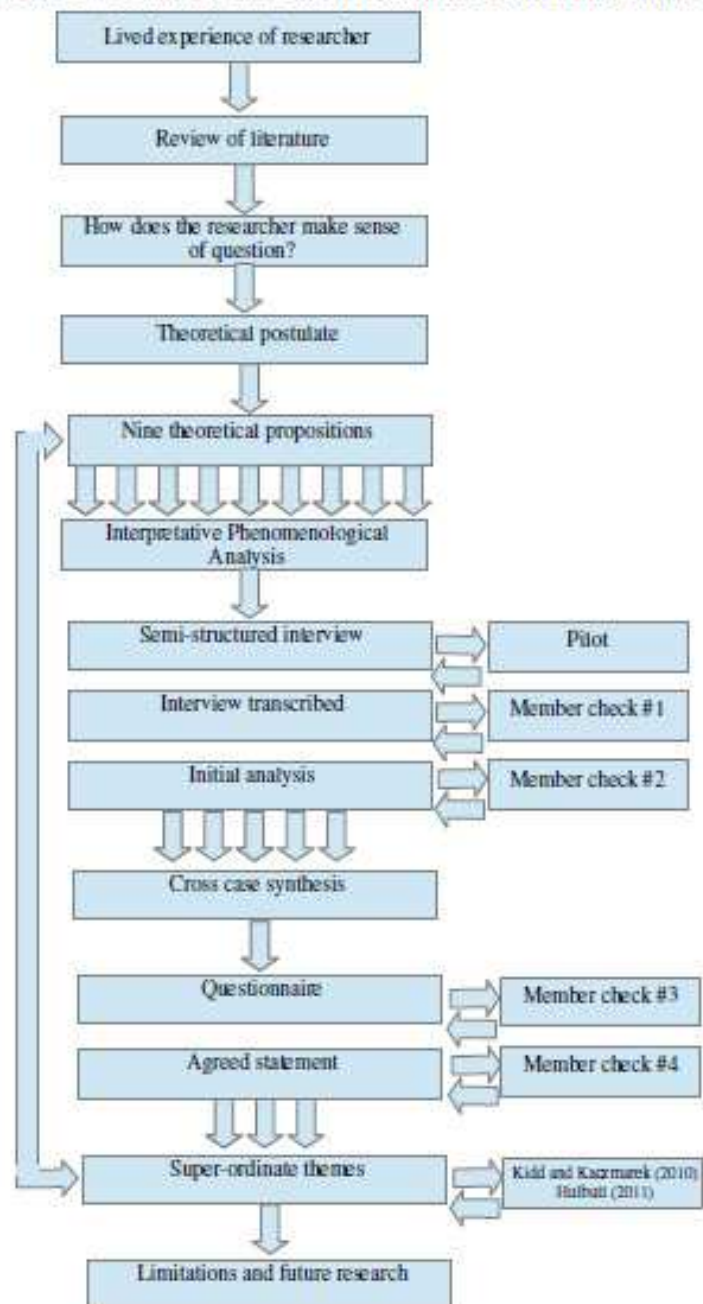 Lived experience of researcher
Review of literature
How does the researcher make sense
of question?
Theoretical postulate
Nine theoretical propositions
Interpretative Phenomenological
Analysis
Semi-structured interview
Pilot
Interview transcribed
Member check #1
Initial analysis
Member check #2
Cross case synthesis
Questionnaire
Member check #3
Agreed statement
Member check #4
Super-ordinate themes
Kidd and Kaczmarek (2010)
(2011)
Limitations and future research